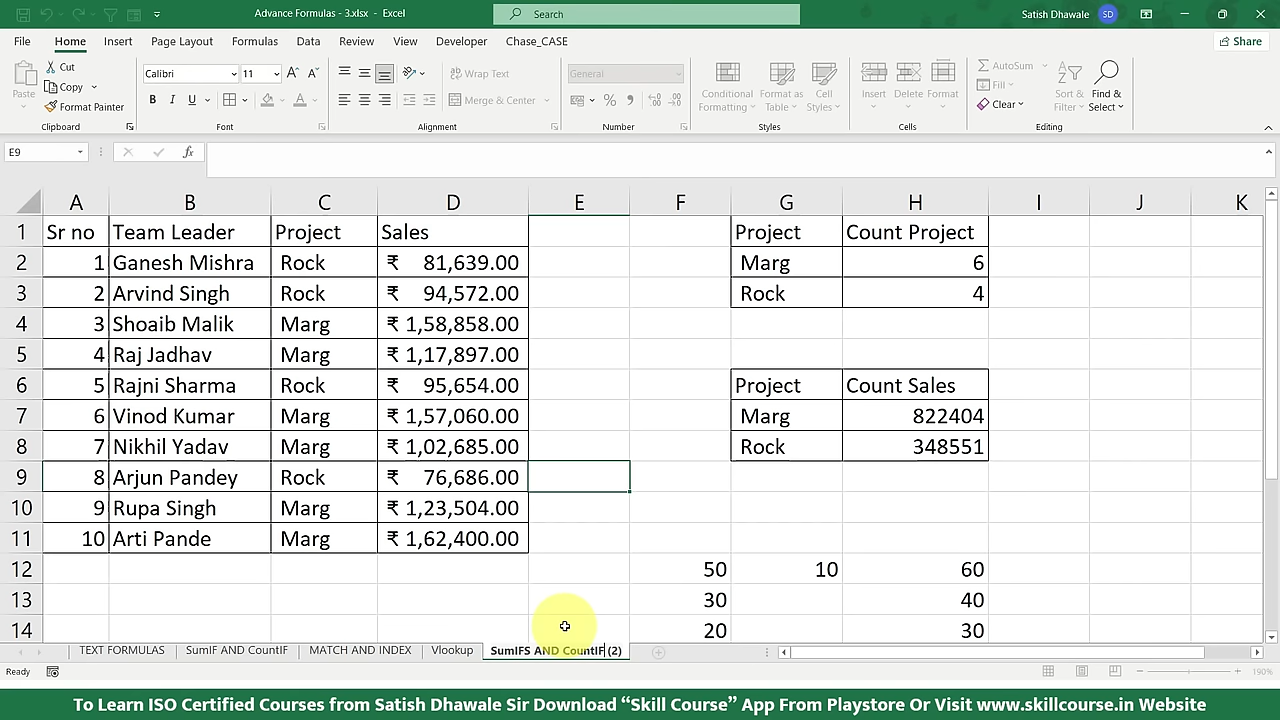 Advance Formulas - 3.xlsx - Excel
Search
Satish Dhawale SD
File Home Insert Page Layout Formulas Data Review View Developer Chase_CASE Share
Paste Cut Copy Format Painter
Calibri 11 A A
B I U A
Wrap Text
Merge & Center
General
Conditional Formatting
Format as Table
Cell Styles
Insert Delete Format
AutoSum
Fill
Clear
Sort & Filter
Find & Select
Clipboard Font Alignment Number Styles Cells Editing
E9 fx
A B C D E F G H I J K
1 Sr no Team Leader Project Sales Project Count Project
2 1 Ganesh Mishra Rock ₹ 81,639.00 Marg 6
3 2 Arvind Singh Rock ₹ 94,572.00 Rock 4
4 3 Shoaib Malik Marg ₹ 1,58,858.00
5 4 Raj Jadhav Marg ₹ 1,17,897.00
6 5 Rajni Sharma Rock ₹ 95,654.00 Project Count Sales
7 6 Vinod Kumar Marg ₹ 1,57,060.00 Marg 822404
8 7 Nikhil Yadav Marg ₹ 1,02,685.00 Rock 348551
9 8 Arjun Pandey Rock ₹ 76,686.00
10 9 Rupa Singh Marg ₹ 1,23,504.00
11 10 Arti Pande Marg ₹ 1,62,400.00
12 50 10 60
13 30 40
14 20 30
TEXT FORMULAS SumIF AND CountIF MATCH AND INDEX Vlookup SumIFS AND CountIF (2)
Ready 190%
To Learn ISO Certified Courses from Satish Dhawale Sir Download “Skill Course” App From Playstore Or Visit www.skillcourse.in Website